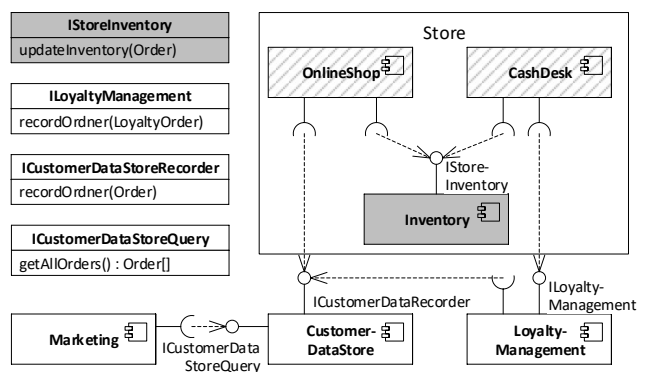 IStoreInventory
updateInventory(Order)
ILoyaltyManagement
recordOrdner(LoyaltyOrder)
ICustomerDataStoreRecorder
recordOrdner(Order)
ICustomerDataStoreQuery
getAllOrders() : Order[]
Store
OnlineShop
CashDesk
IStore-
Inventory
Inventory
ICustomerDataRecorder
ILoyalty-
Management
Marketing
ICustomerData
StoreQuery
Customer-
DataStore
Loyalty-
Management